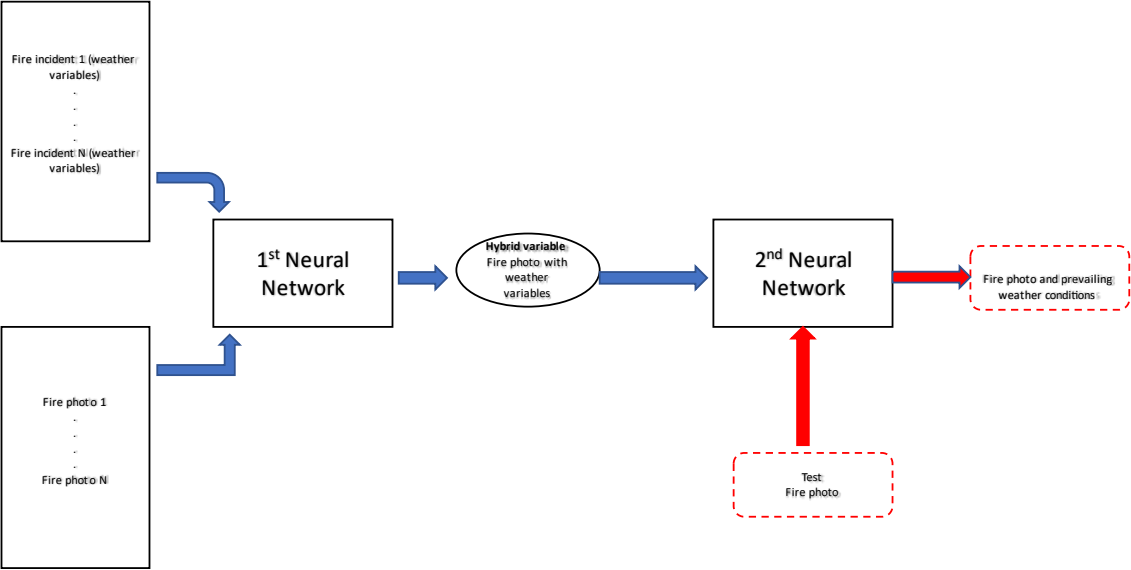 Fire incident 1 (weather
variables)
.
.
.
.
Fire incident N (weather
variables)
1st Neural
Network
Hybrid variable
Fire photo with
weather
variables
2nd Neural
Network
Fire photo and prevailing
weather conditions
Fire photo 1
.
.
.
.
Fire photo N
Test
Fire photo